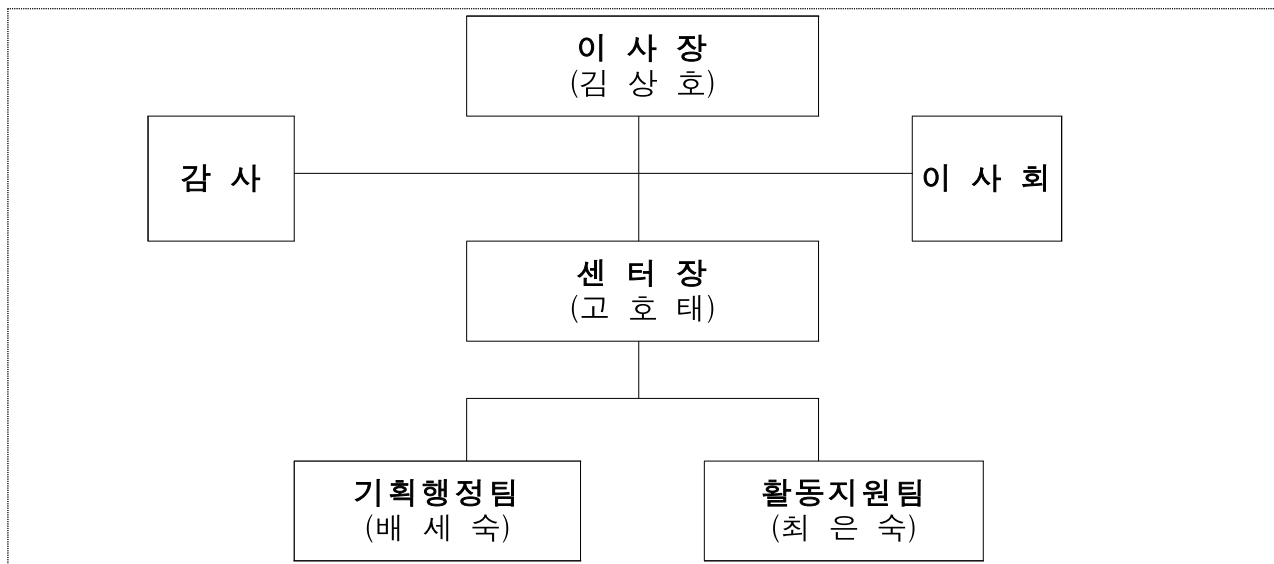 이 사 장
(김 상 호)
감 사
이 사 회
센 터 장
(고 호 태)
기획행정팀
(배 세 숙)
활동지원팀
(최 은 숙)